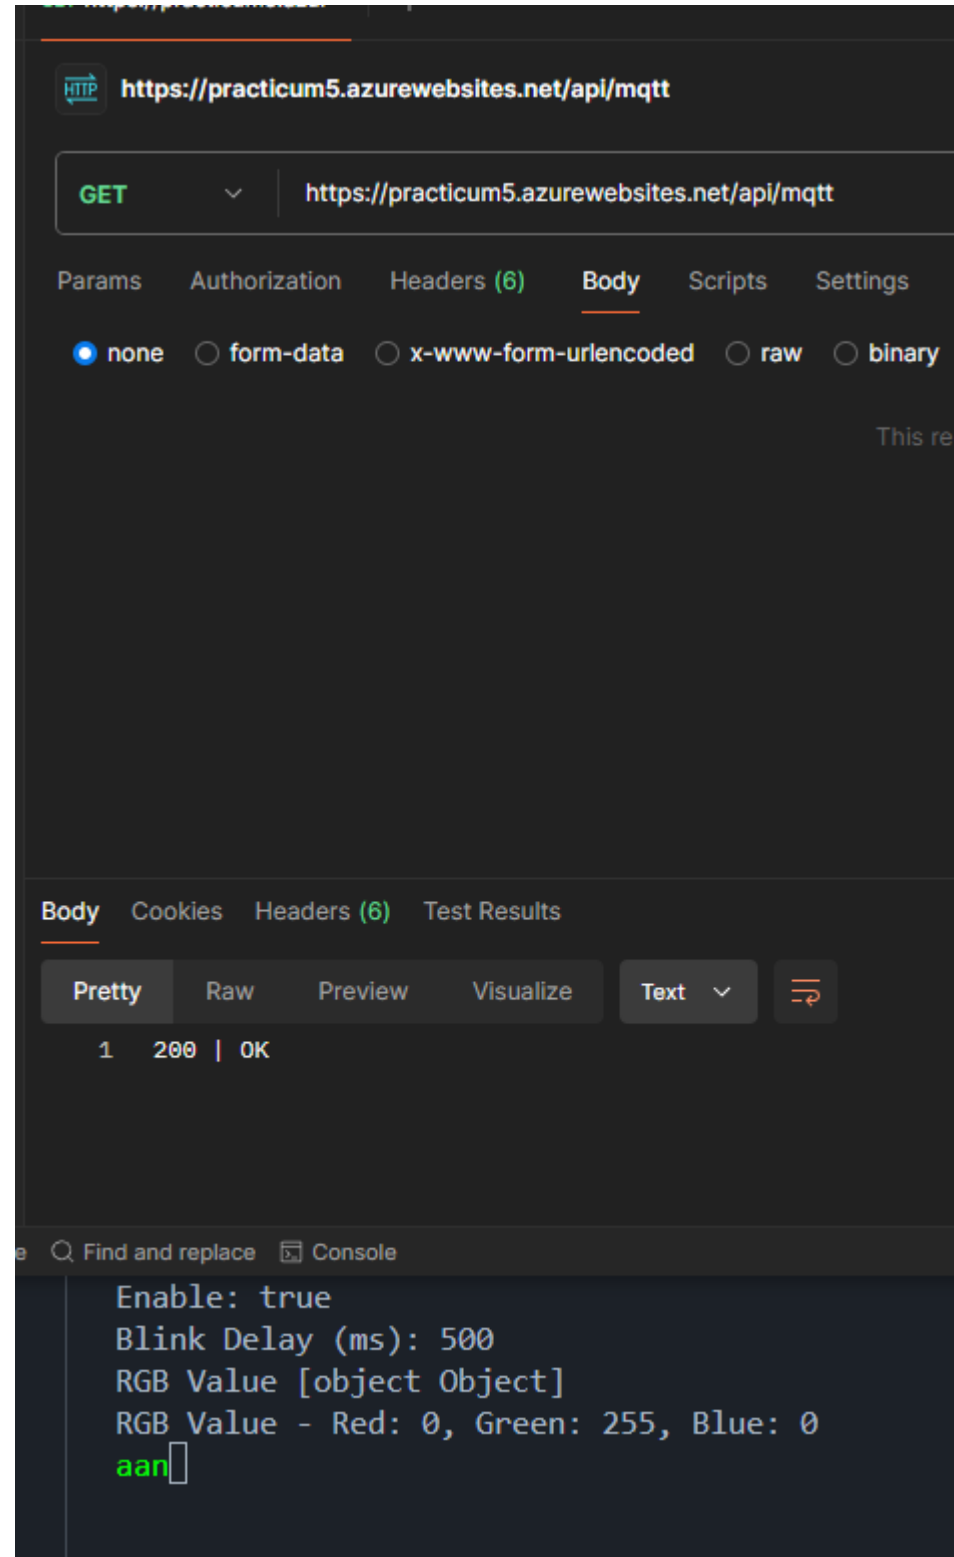 HTTP https://practicum5.azurewebsites.net/api/mqtt
GET https://practicum5.azurewebsites.net/api/mqtt
Params Authorization Headers (6) Body Scripts Settings
none form-data x-www-form-urlencoded raw binary
This re
Body Cookies Headers (6) Test Results
Pretty Raw Preview Visualize Text
1 200 | OK
e Find and replace Console
Enable: true
Blink Delay (ms): 500
RGB Value [object Object]
RGB Value - Red: 0, Green: 255, Blue: 0
aan